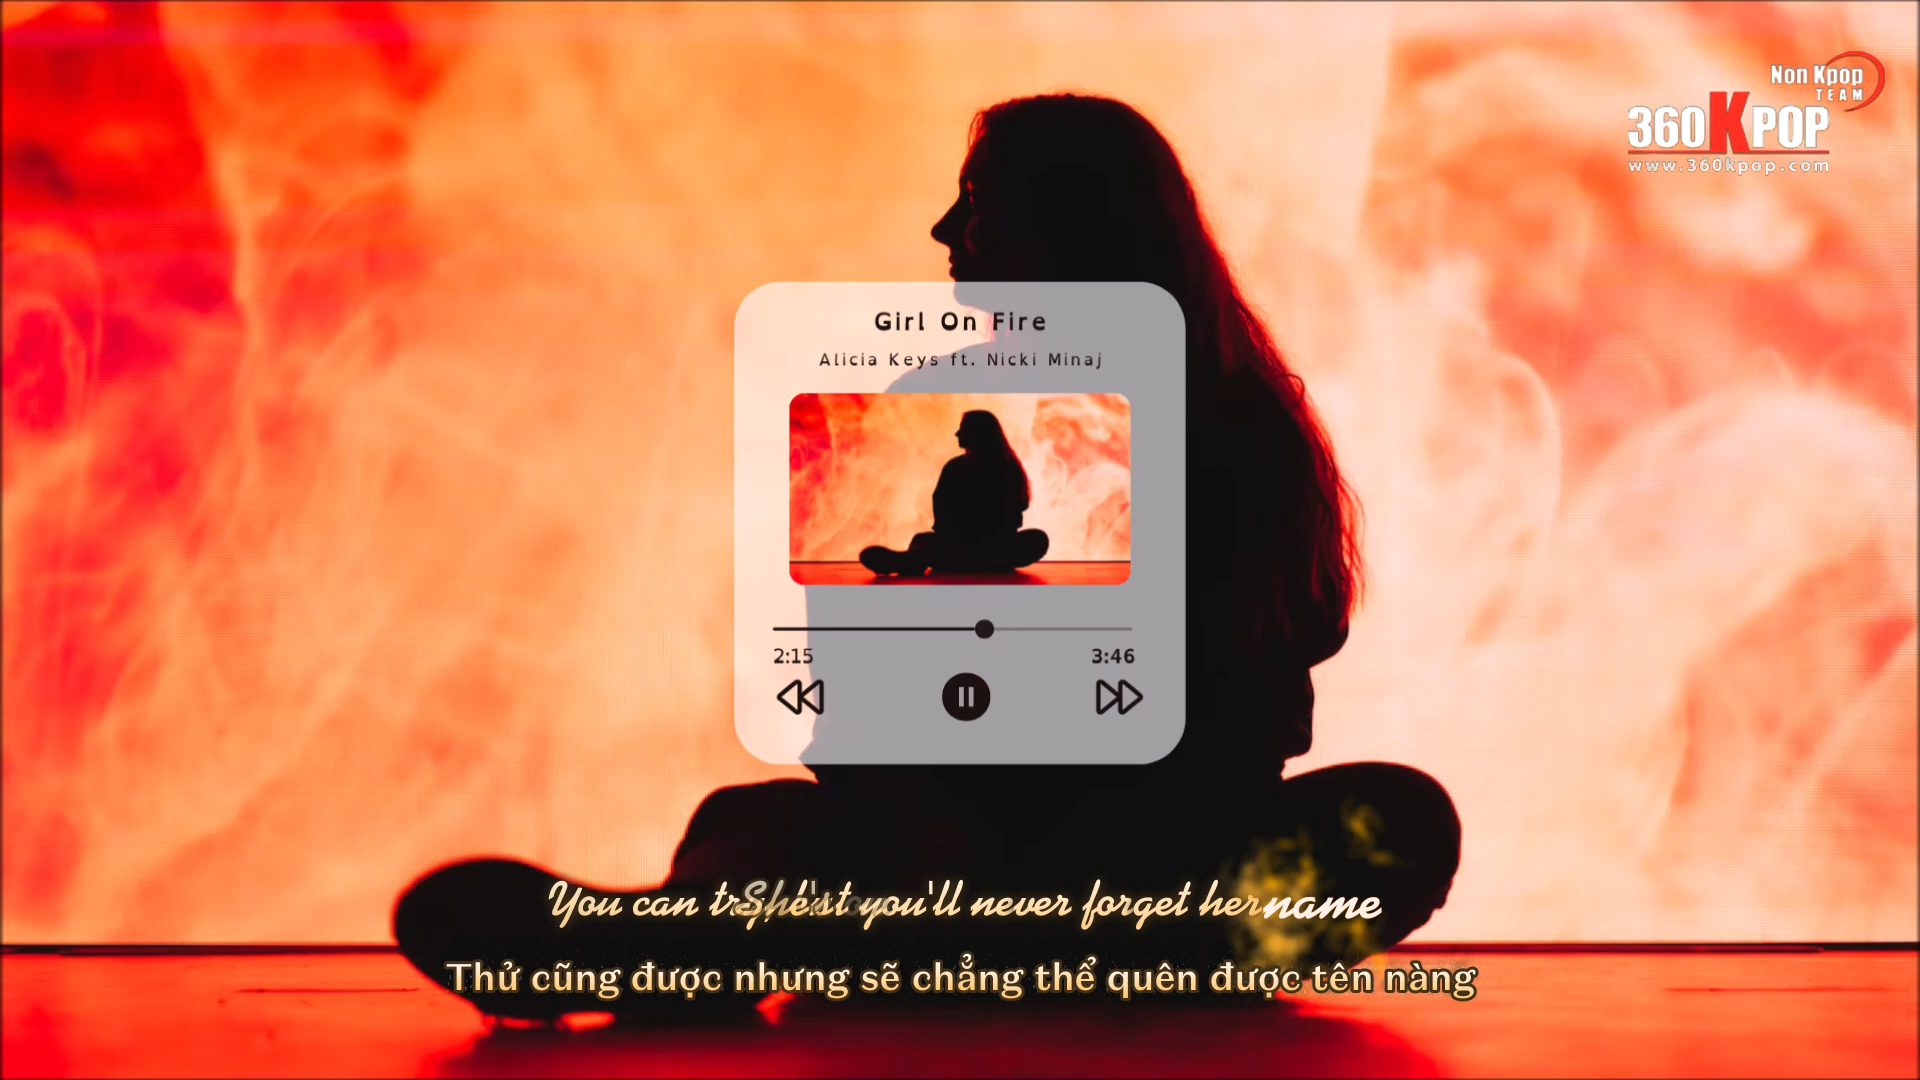 Non Kpop
TEAM
360KPOP
www.360kpop.com
Girl On Fire
Alicia Keys ft. Nicki Minaj
2:15
3:46
You can try you'll never forget her name
She's
Thử cũng được nhưng sẽ chẳng thể quên được tên nàng